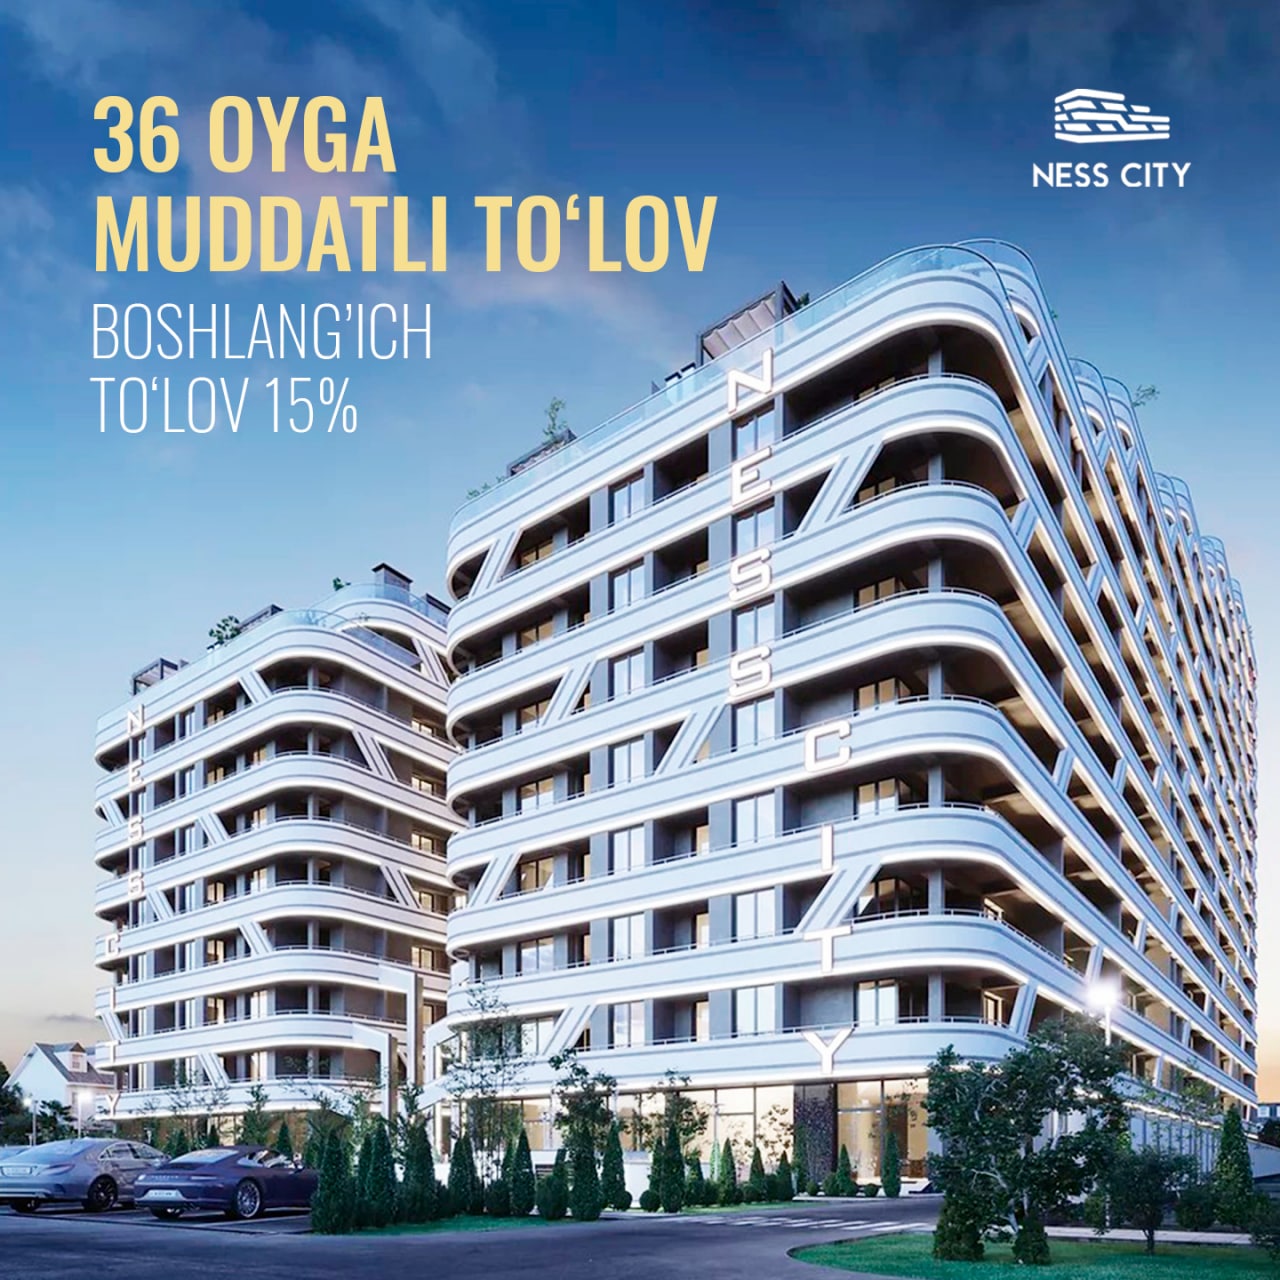 36 OYGA
MUDDATLI TO‘LOV
BOSHLANG’ICH
TO‘LOV 15%
NESS CITY
NESS CITY
NESS CITY